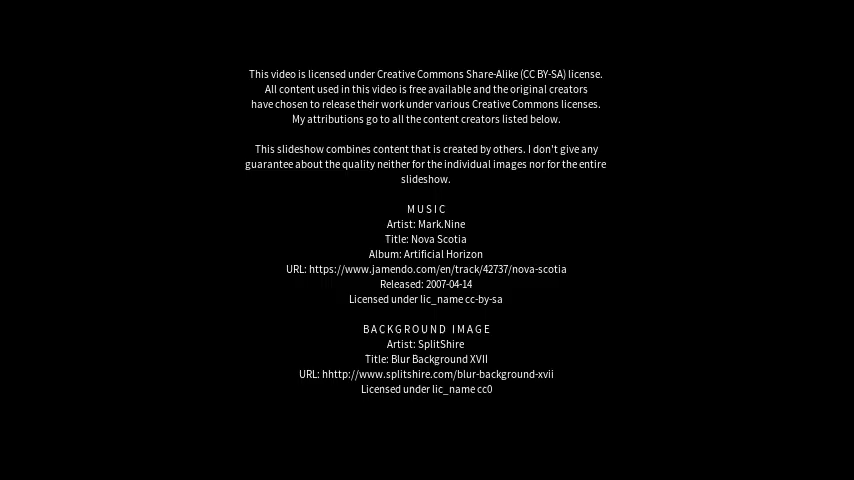 This video is licensed under Creative Commons Share-Alike (CC BY-SA) license.
All content used in this video is free available and the original creators
have chosen to release their work under various Creative Commons licenses.
My attributions go to all the content creators listed below.
This slideshow combines content that is created by others. I don't give any
guarantee about the quality neither for the individual images nor for the entire
slideshow.
MUSIC
Artist: Mark.Nine
Title: Nova Scotia
Album: Artificial Horizon
URL: https://www.jamendo.com/en/track/42737/nova-scotia
Released: 2007-04-14
Licensed under lic_name cc-by-sa
BACKGROUND IMAGE
Artist: SplitShire
Title: Blur Background XVII
URL: hhttp://www.splitshire.com/blur-background-xvii
Licensed under lic_name cc0